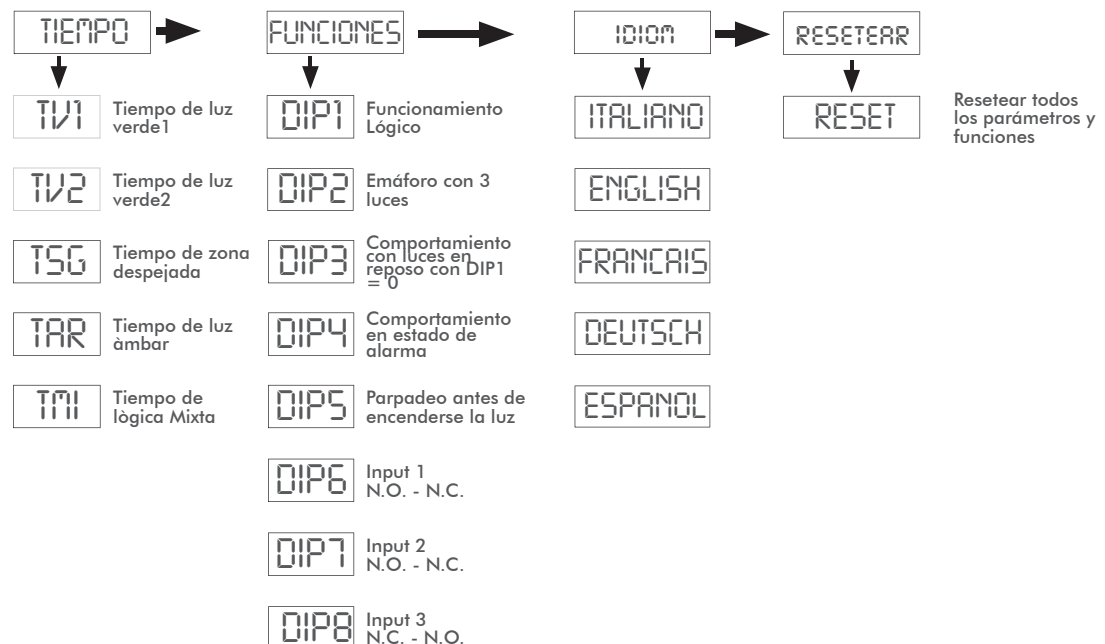 TIEMPO
TV1
Tiempo de luz
verde1
TV2
Tiempo de luz
verde2
TSG
Tiempo de zona
despejada
TAR
Tiempo de luz
àmbar
TMI
Tiempo de
lògica Mixta
FUNCIONES
DIP1
Funcionamiento
Lógico
DIP2
Emáforo con 3
luces
DIP3
Comportamiento
con luces en
reposo con DIP1
= 0
DIP4
Comportamiento
en estado de
alarma
DIP5
Parpadeo antes de
encenderse la luz
DIP6
Input 1
N.O. - N.C.
DIP7
Input 2
N.O. - N.C.
DIP8
Input 3
N.C. - N.O.
IDIOM
ITALIANO
ENGLISH
FRANCAIS
DEUTSCH
ESPANOL
RESETEAR
RESET
Resetear todos
los parámetros y
funciones